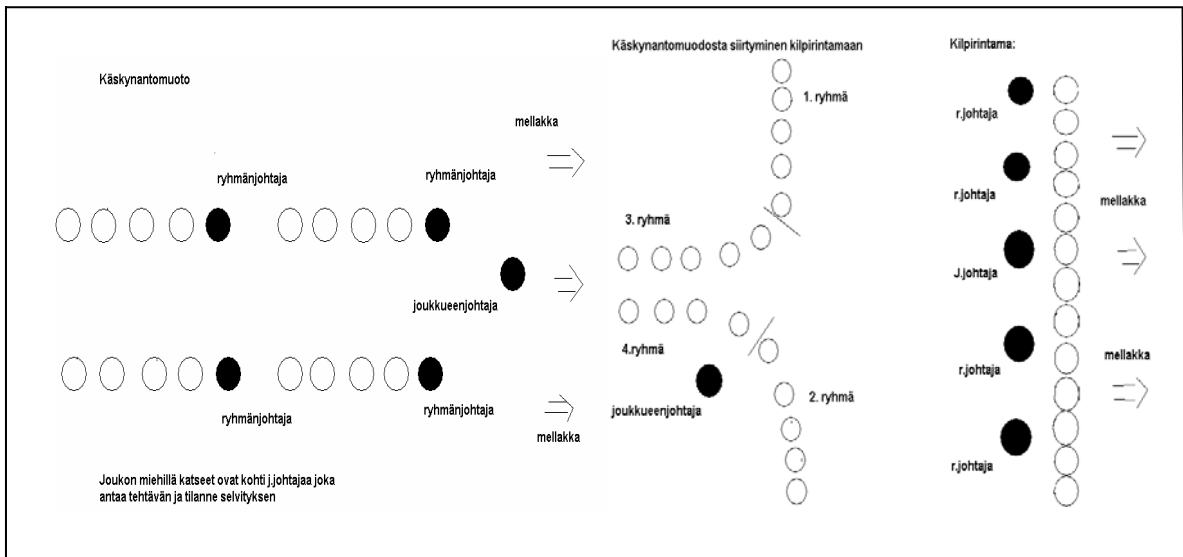 Käskynantomuoto
mellakka
ryhmänjohtaja
ryhmänjohtaja
joukkueenjohtaja
ryhmänjohtaja
ryhmänjohtaja
mellakka
Joukon miehillä katseet ovat kohti j.johtajaa joka
antaa tehtävän ja tilanne selvityksen
Käskynantomuodosta siirtyminen kilpirintamaan
1. ryhmä
3. ryhmä
4.ryhmä
joukkueenjohtaja
2. ryhmä
Kilpirintama:
r.johtaja
r.johtaja
mellakka
J.johtaja
mellakka
r.johtaja
r.johtaja